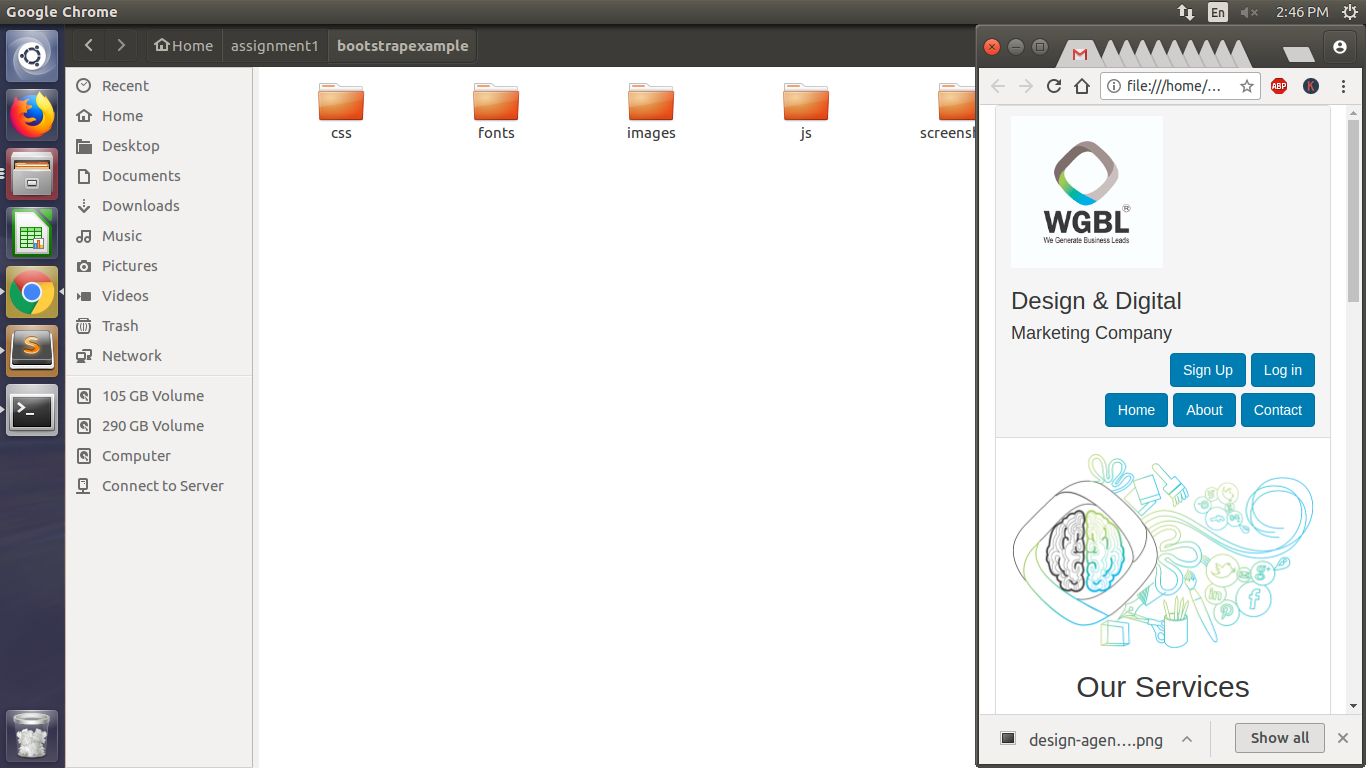 Google Chrome
En
2:46 PM
Home
assignment1
bootstrapexample
Recent
Home
Desktop
Documents
Downloads
Music
Pictures
Videos
Trash
Network
105 GB Volume
290 GB Volume
Computer
Connect to Server
css
fonts
images
js
screensh
file:///home/...
ABP
K
WGBL®
We Generate Business Leads
Design & Digital
Marketing Company
Sign Up
Log in
Home
About
Contact
Our Services
design-agen....png
Show all